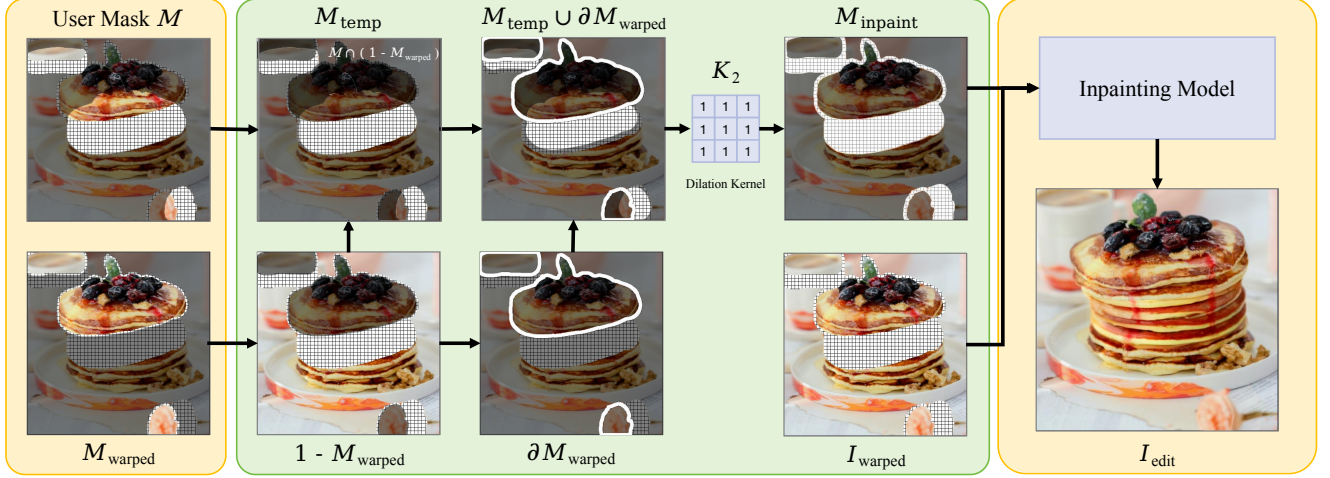 User Mask M
M_temp
M_temp ∪ ∂M_warped
M_inpaint
M ∩ ( 1 - M_warped )
K_2
1 1 1
1 1 1
1 1 1
Dilation Kernel
Inpainting Model
M_warped
1 - M_warped
∂M_warped
I_warped
I_edit